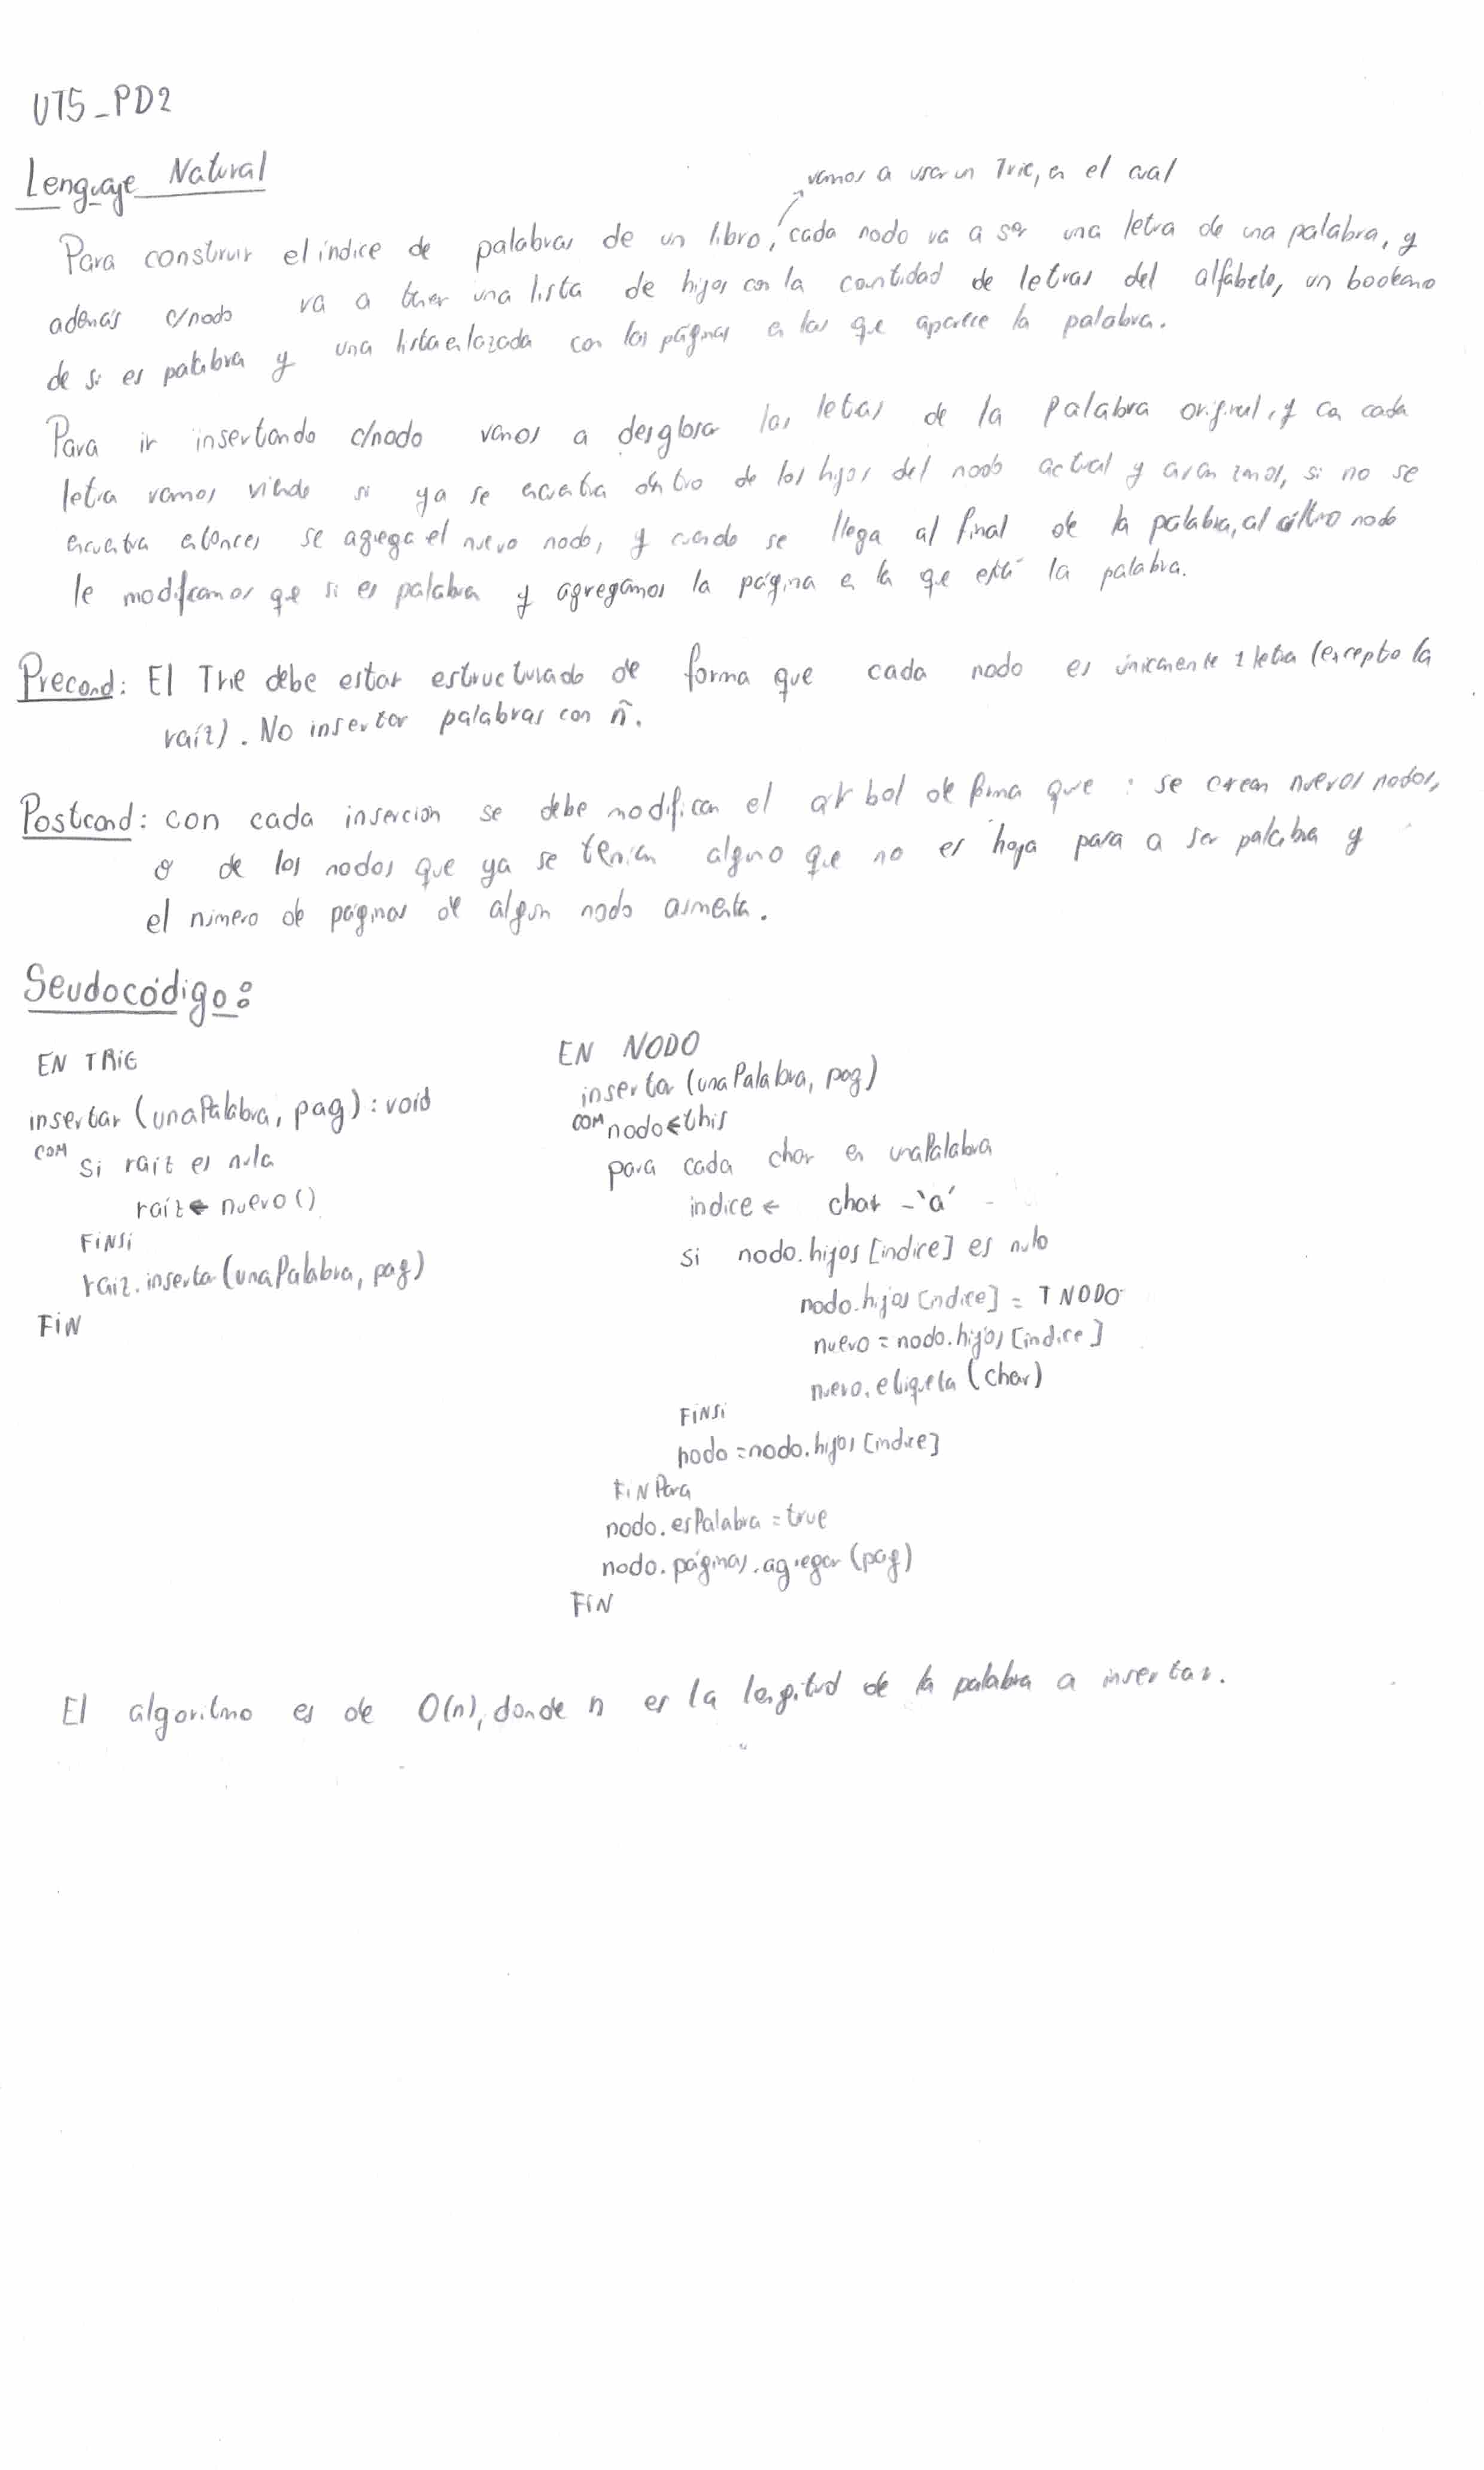 UT5_PD2
Lenguaje Natural
vamos a usar un Trie, en el cual
Para construir el índice de palabras de un libro, cada nodo va a ser una letra de una palabra, y
además c/nodo va a tener una lista de hijos con la cantidad de letras del alfabeto, un booleano
de si es palabra y una lista enlazada con las páginas en las que aparece la palabra.
Para ir insertando c/nodo vamos a desglosar las letras de la palabra original, y con cada
letra vamos viendo si ya se encuentra dentro de los hijos del nodo actual y avanzamos, si no se
encuentra entonces se agrega el nuevo nodo, y cuando se llega al final de la palabra, al último nodo
le modificamos que si es palabra y agregamos la página en la que está la palabra.
Precond: El Trie debe estar estructurado de forma que cada nodo es únicamente 1 letra (excepto la
raíz). No insertar palabras con ñ.
Postcond: con cada inserción se debe modificar el arbol de forma que : se crean nuevos nodos,
o de los nodos que ya se tenían alguno que no es hoja pasa a ser palabra y
el número de páginas de algún nodo aumenta.
Seudocódigo:
EN TRIE
insertar (unaPalabra, pag) : void
COM
si raiz es nula
raíz ← nuevo ()
FINSi
raiz.insertar (unaPalabra, pag)
FIN
EN NODO
insertar (unaPalabra, pag)
COM nodo ← this
para cada char en unaPalabra
indice ← char - 'a'
si nodo.hijos [indice] es nulo
nodo.hijos [indice] = TNODO
nuevo = nodo.hijos [indice]
nuevo.etiqueta (char)
FINSi
nodo = nodo.hijos [indice]
FIN Para
nodo.esPalabra = true
nodo.páginas.agregar (pag)
FIN
El algoritmo es de O(n), donde n es la longitud de la palabra a insertar.